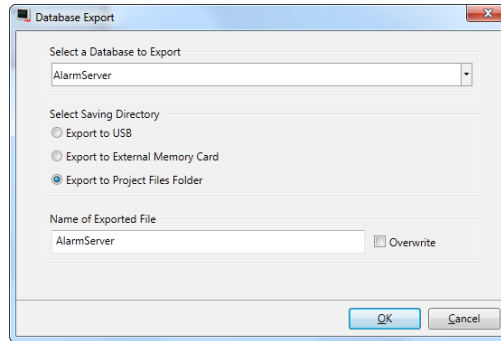 Database Export
Select a Database to Export
AlarmServer
Select Saving Directory
Export to USB
Export to External Memory Card
Export to Project Files Folder
Name of Exported File
AlarmServer
Overwrite
OK
Cancel